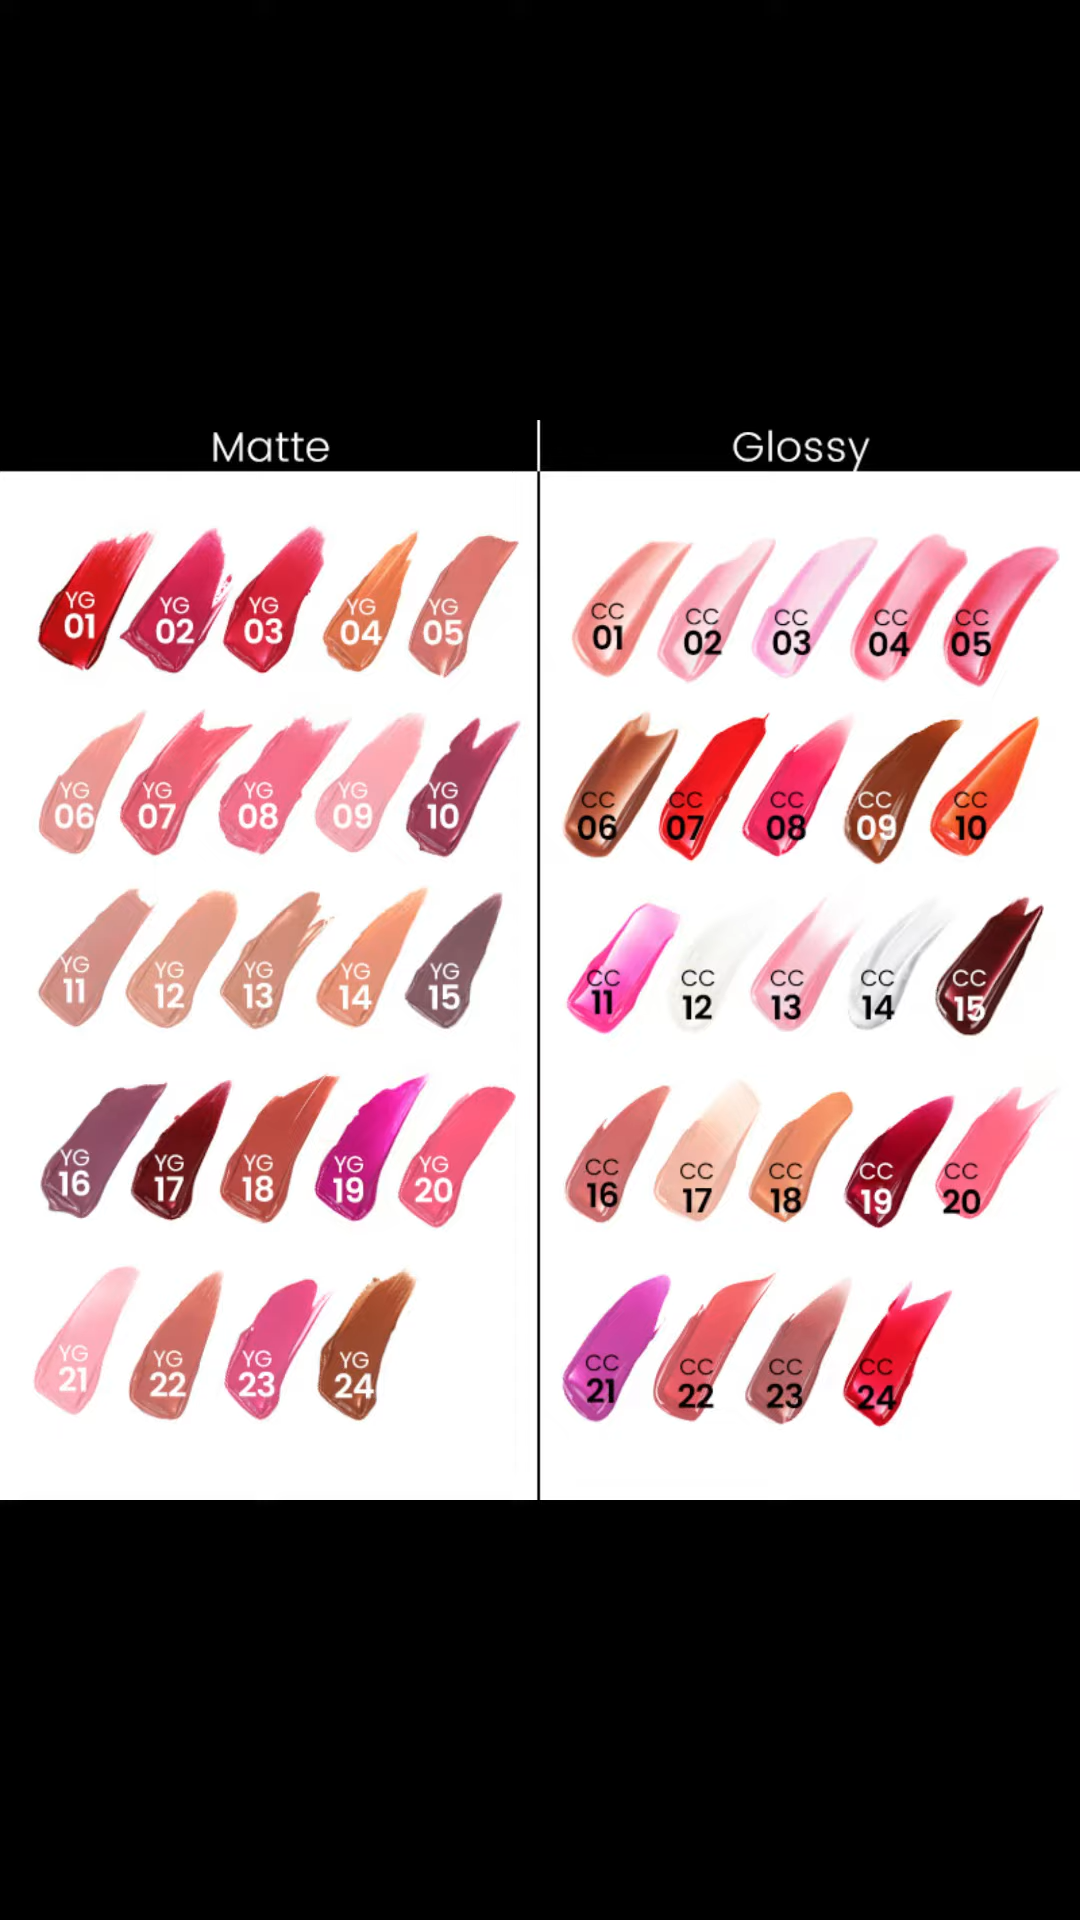 Matte
Glossy
YG
01
YG
02
YG
03
YG
04
YG
05
YG
06
YG
07
YG
08
YG
09
YG
10
YG
11
YG
12
YG
13
YG
14
YG
15
YG
16
YG
17
YG
18
YG
19
YG
20
YG
21
YG
22
YG
23
YG
24
CC
01
CC
02
CC
03
CC
04
CC
05
CC
06
CC
07
CC
08
CC
09
CC
10
CC
11
CC
12
CC
13
CC
14
CC
15
CC
16
CC
17
CC
18
CC
19
CC
20
CC
21
CC
22
CC
23
CC
24